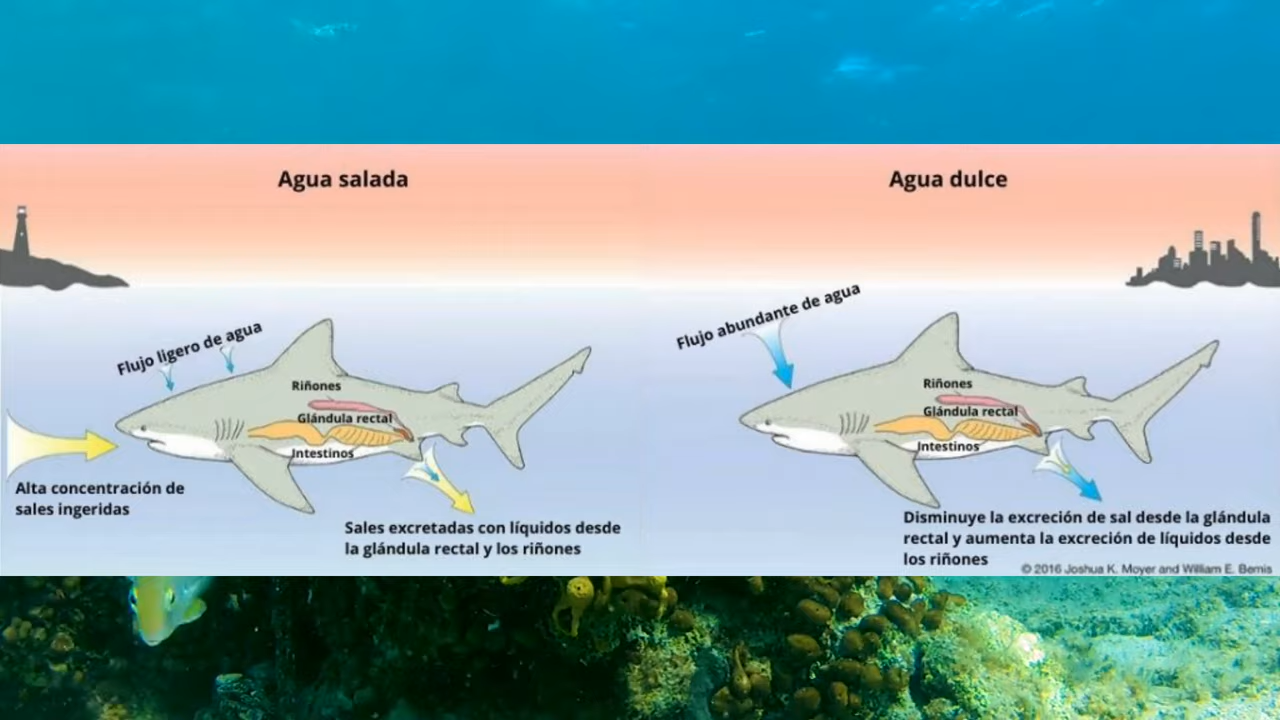 Agua salada
Flujo ligero de agua
Riñones
Glándula rectal
Intestinos
Alta concentración de
sales ingeridas
Sales excretadas con líquidos desde
la glándula rectal y los riñones
Agua dulce
Flujo abundante de agua
Riñones
Glándula rectal
Intestinos
Disminuye la excreción de sal desde la glándula
rectal y aumenta la excreción de líquidos desde
los riñones
© 2016 Joshua K. Moyer and William E. Bemis